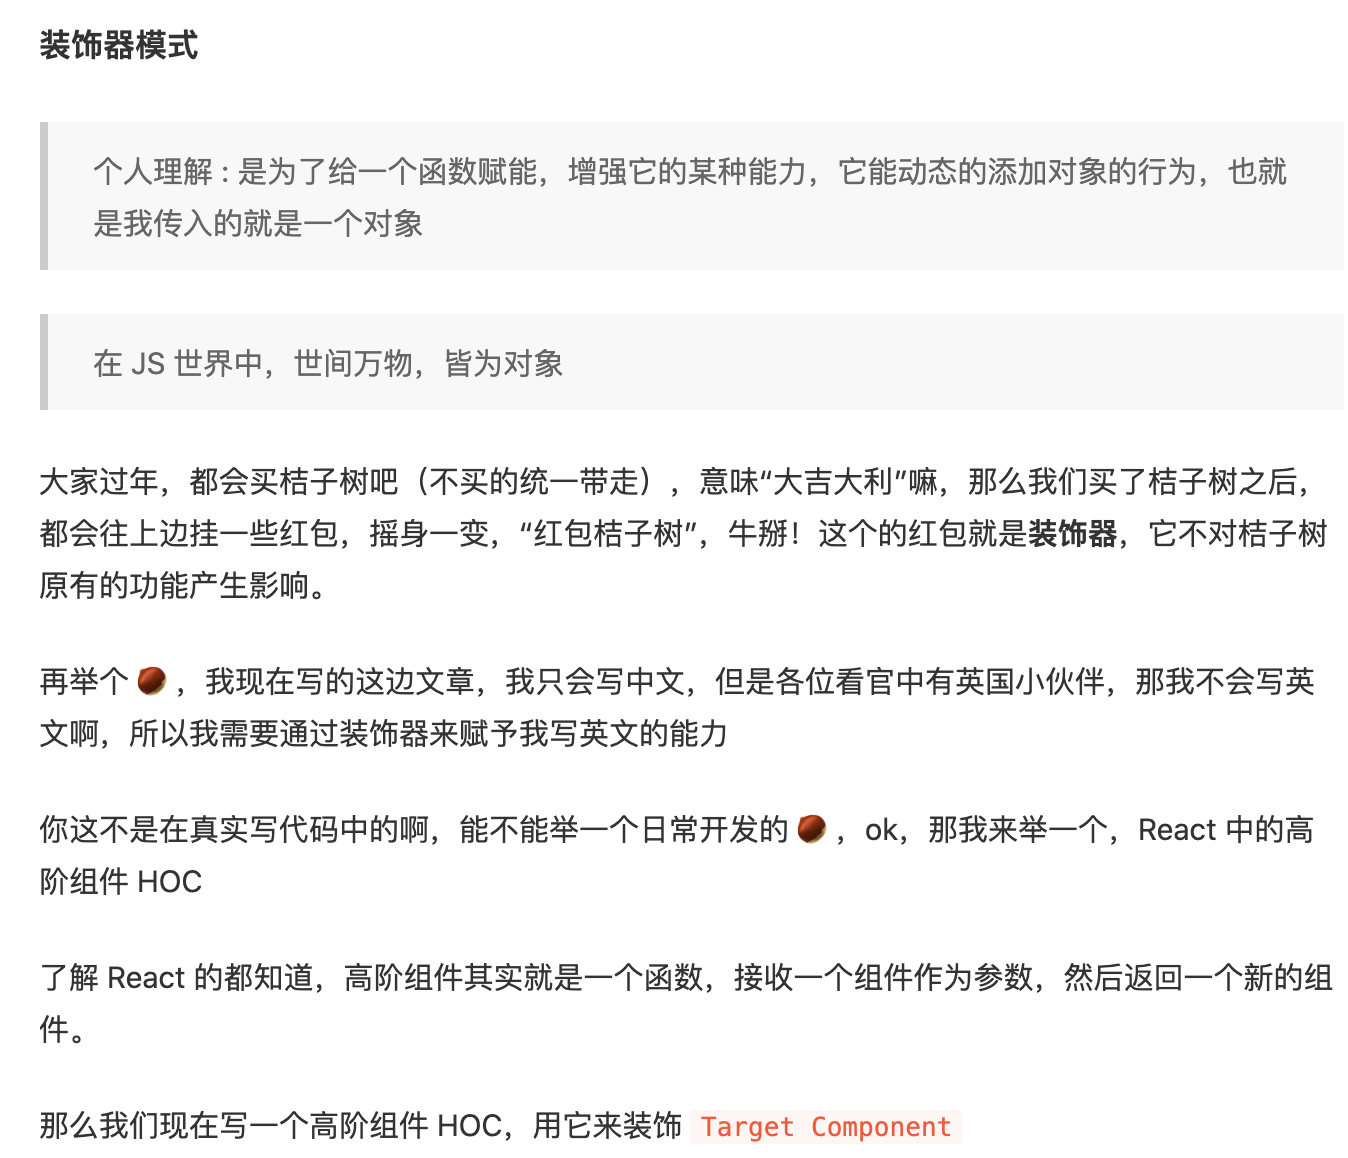 装饰器模式
个人理解 : 是为了给一个函数赋能，增强它的某种能力，它能动态的添加对象的行为，也就
是我传入的就是一个对象
在 JS 世界中，世间万物，皆为对象
大家过年，都会买桔子树吧（不买的统一带走），意味“大吉大利”嘛，那么我们买了桔子树之后，
都会往上边挂一些红包，摇身一变，“红包桔子树”，牛掰！这个的红包就是装饰器，它不对桔子树
原有的功能产生影响。
再举个 🌰 ，我现在写的这边文章，我只会写中文，但是各位看官中有英国小伙伴，那我不会写英
文啊，所以我需要通过装饰器来赋予我写英文的能力
你这不是在真实写代码中的啊，能不能举一个日常开发的 🌰 ，ok，那我来举一个，React 中的高
阶组件 HOC
了解 React 的都知道，高阶组件其实就是一个函数，接收一个组件作为参数，然后返回一个新的组
件。
那么我们现在写一个高阶组件 HOC，用它来装饰 Target Component